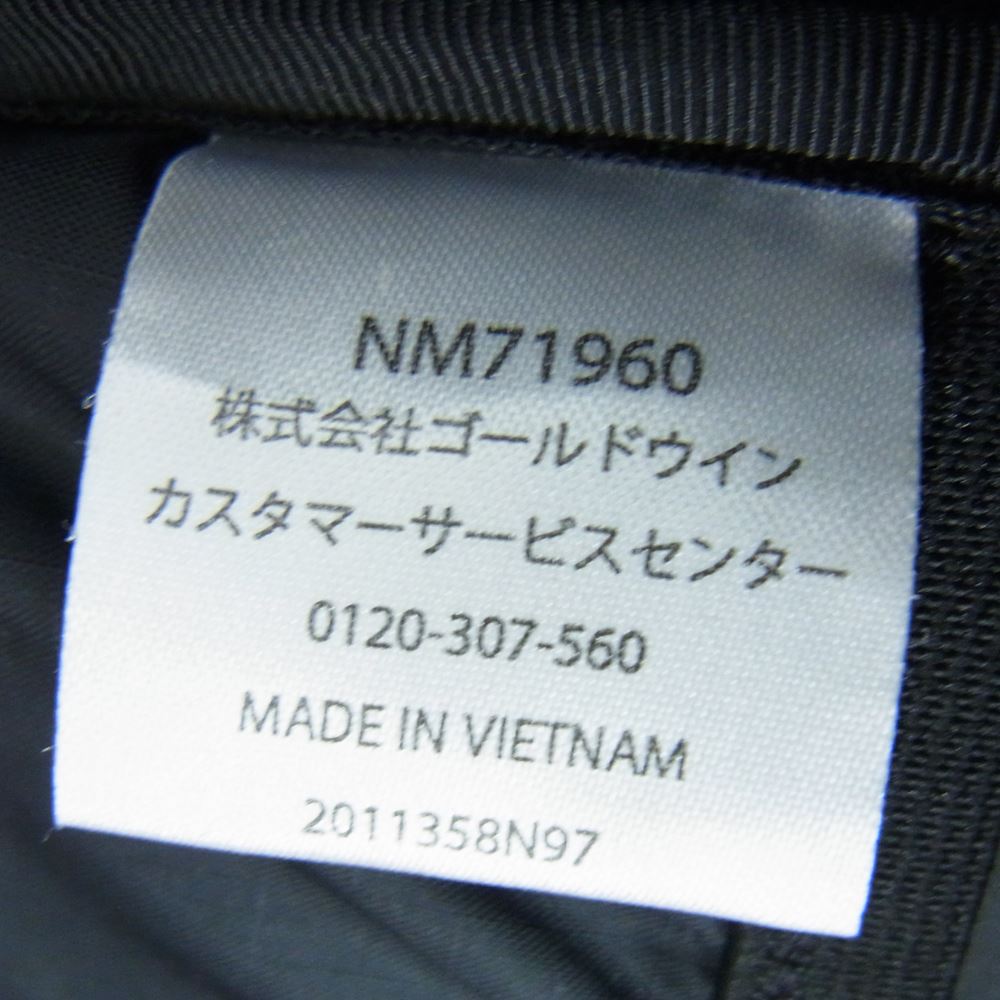 NM71960
株式会社ゴールドウイン
カスタマーサービスセンター
0120-307-560
MADE IN VIETNAM
2011358N97